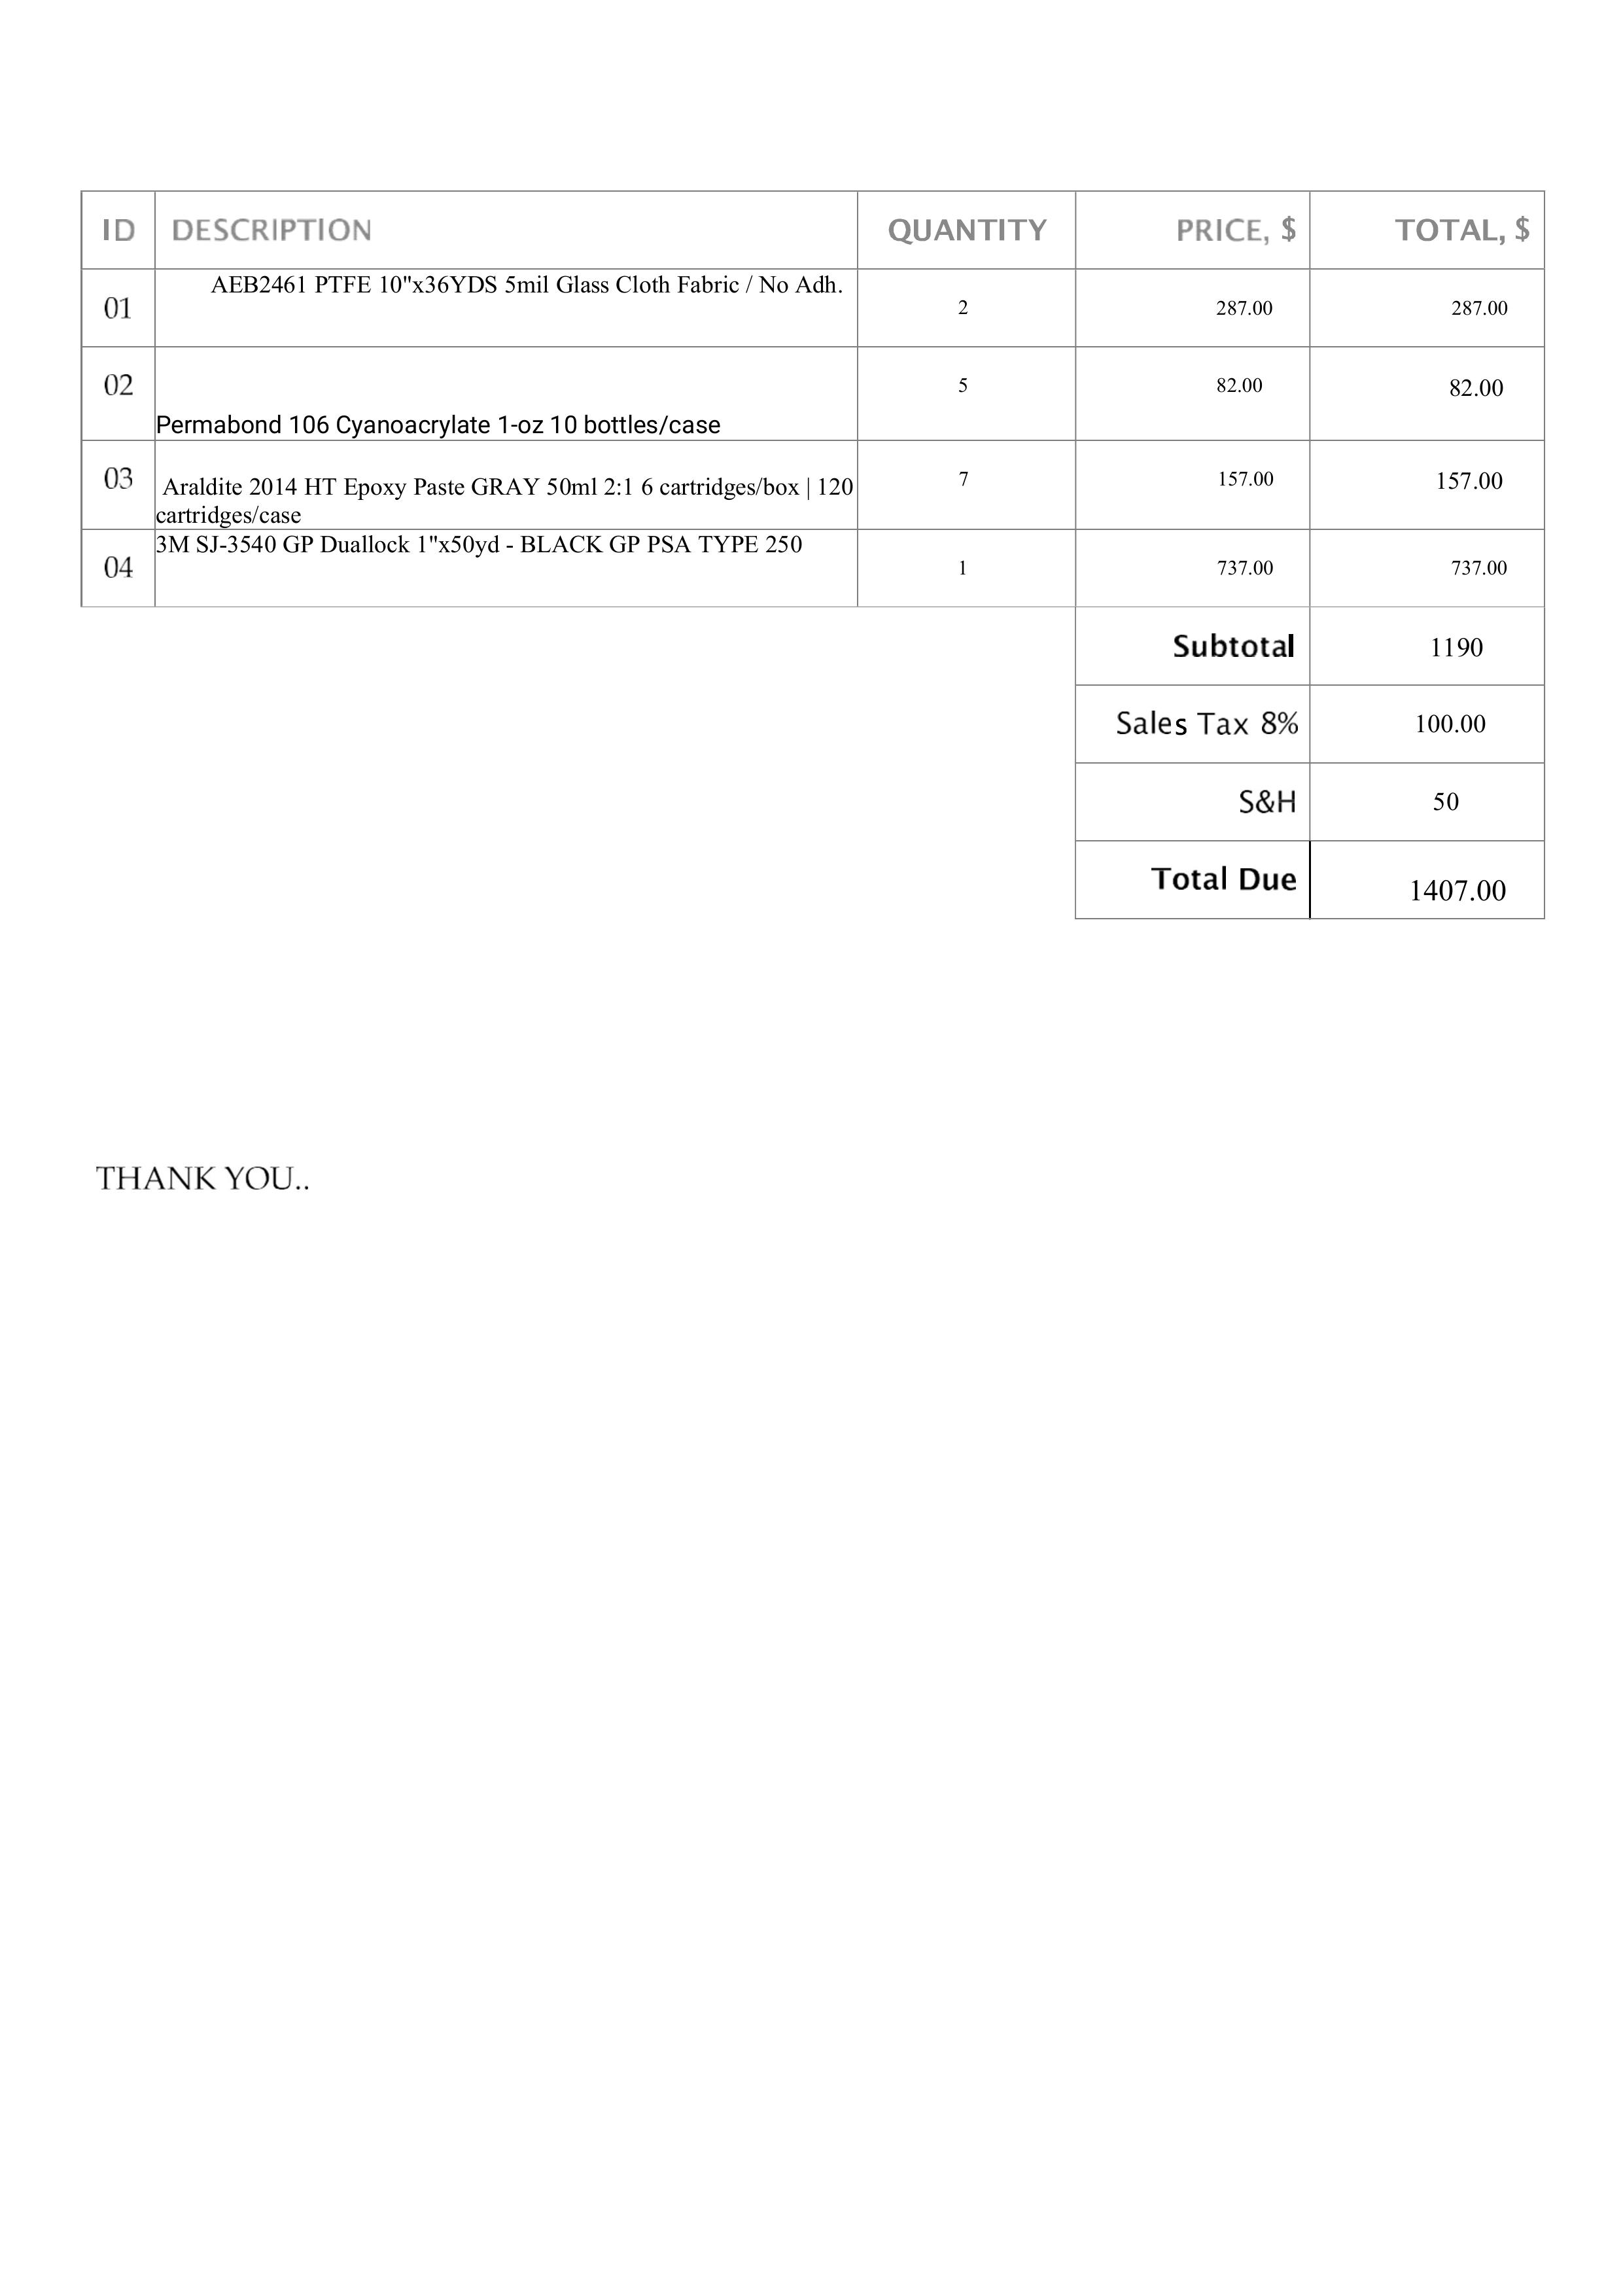 ID DESCRIPTION QUANTITY PRICE, $ TOTAL, $
01 AEB2461 PTFE 10"x36YDS 5mil Glass Cloth Fabric / No Adh. 2 287.00 287.00
02 Permabond 106 Cyanoacrylate 1-oz 10 bottles/case 5 82.00 82.00
03 Araldite 2014 HT Epoxy Paste GRAY 50ml 2:1 6 cartridges/box | 120 7 157.00 157.00
cartridges/case
04 3M SJ-3540 GP Duallock 1"x50yd - BLACK GP PSA TYPE 250 1 737.00 737.00
Subtotal 1190
Sales Tax 8% 100.00
S&H 50
Total Due 1407.00
THANK YOU..